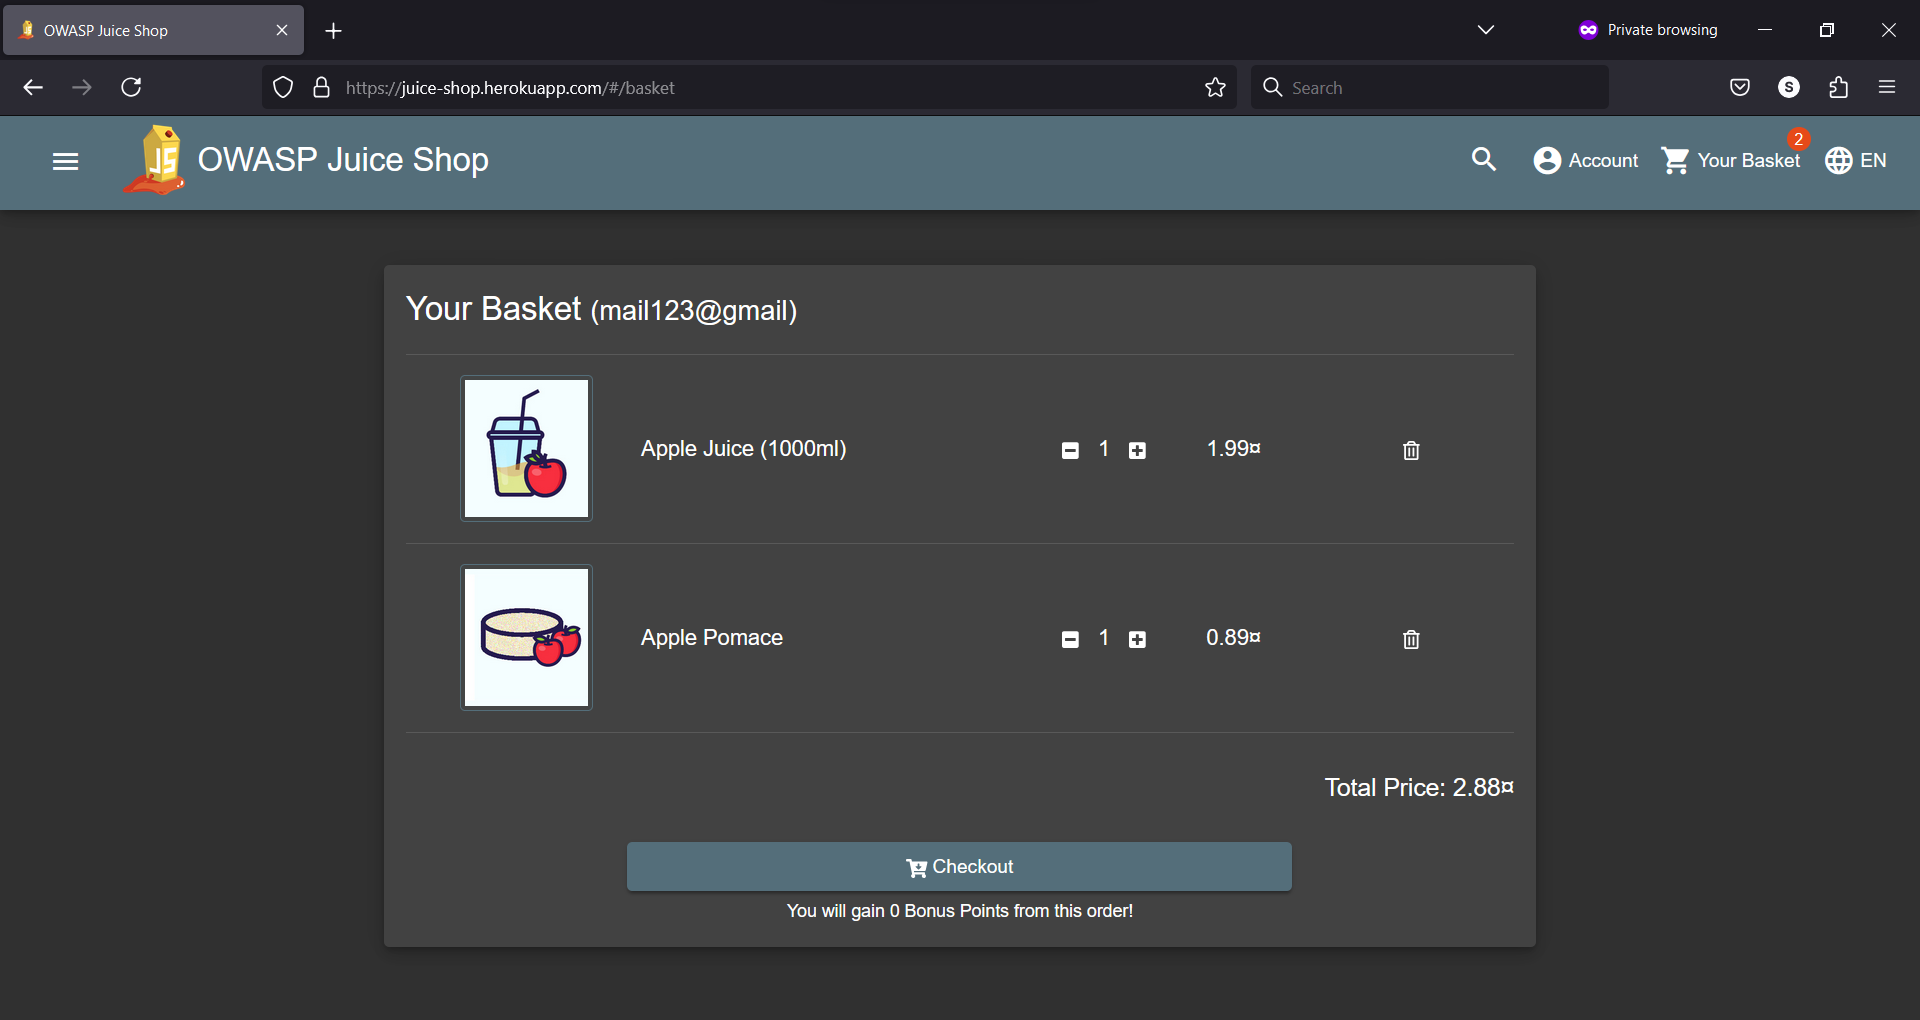 OWASP Juice Shop
Private browsing
https://juice-shop.herokuapp.com/#/basket
Search
S
JS
OWASP Juice Shop
Account
Your Basket
2
EN
Your Basket (mail123@gmail)
Apple Juice (1000ml) 1 1.99¤
Apple Pomace 1 0.89¤
Total Price: 2.88¤
Checkout
You will gain 0 Bonus Points from this order!